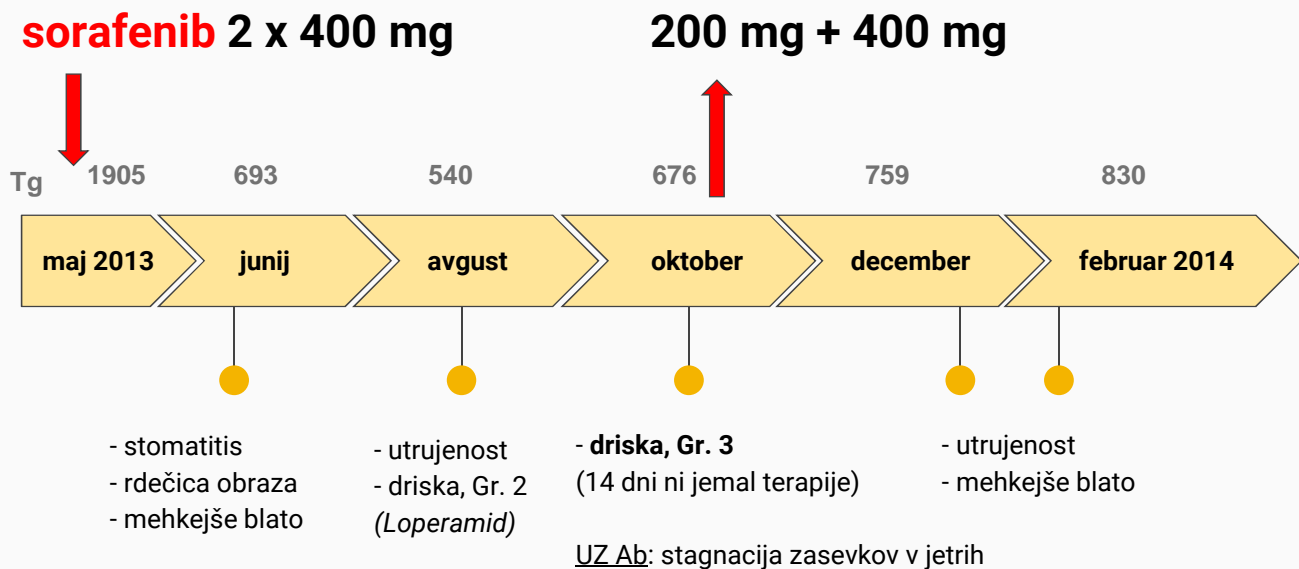 sorafenib 2 x 400 mg
200 mg + 400 mg
Tg 1905 693 540 676 759 830
maj 2013 junij avgust oktober december februar 2014
- stomatitis
- rdečica obraza
- mehkejše blato
- utrujenost
- driska, Gr. 2
(Loperamid)
- driska, Gr. 3
(14 dni ni jemal terapije)
UZ Ab: stagnacija zasevkov v jetrih
- utrujenost
- mehkejše blato